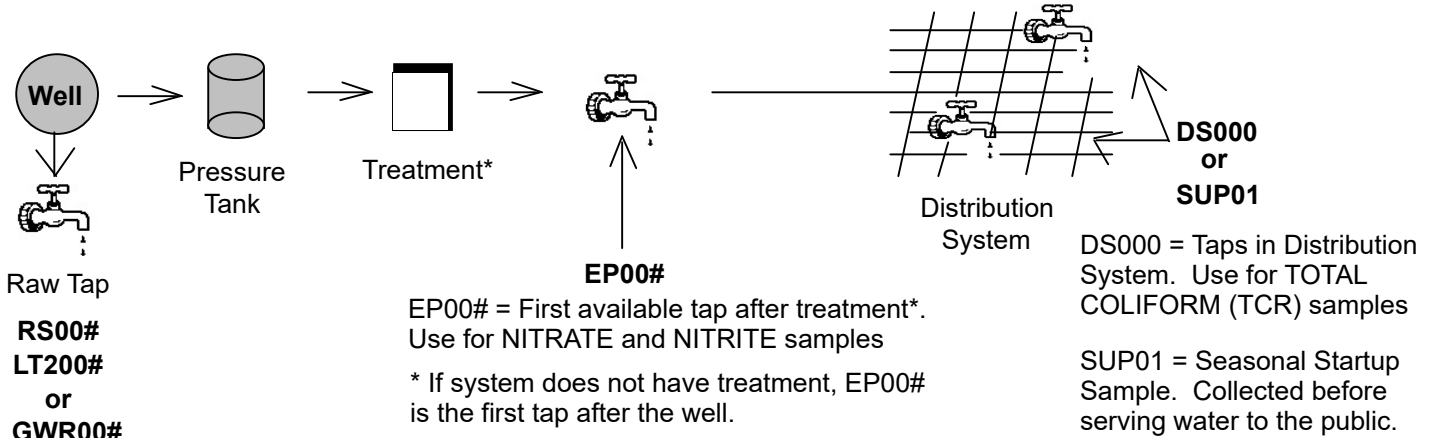 Well
Pressure
Tank
Treatment*
Raw Tap
RS00#
LT200#
or
GWR00#
EP00#
EP00# = First available tap after treatment*.
Use for NITRATE and NITRITE samples
* If system does not have treatment, EP00#
is the first tap after the well.
Distribution
System
DS000
or
SUP01
DS000 = Taps in Distribution
System. Use for TOTAL
COLIFORM (TCR) samples
SUP01 = Seasonal Startup
Sample. Collected before
serving water to the public.